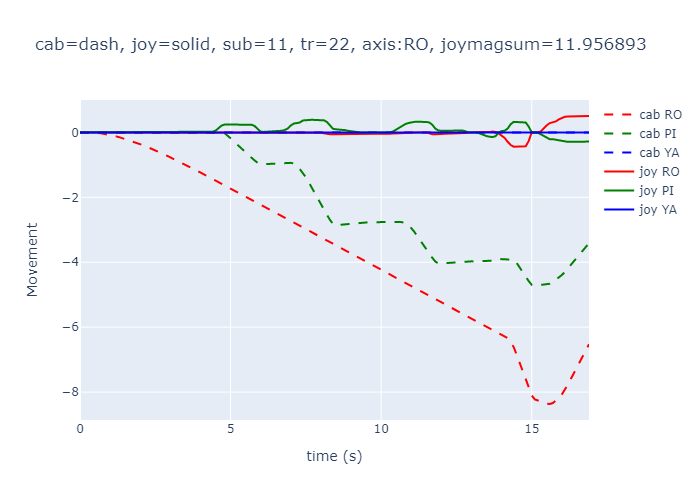 cab=dash, joy=solid, sub=11, tr=22, axis:RO, joymagsum=11.956893
cab RO
cab PI
cab YA
joy RO
joy PI
joy YA
0
−2
−4
−6
−8
Movement
0
5
10
15
time (s)